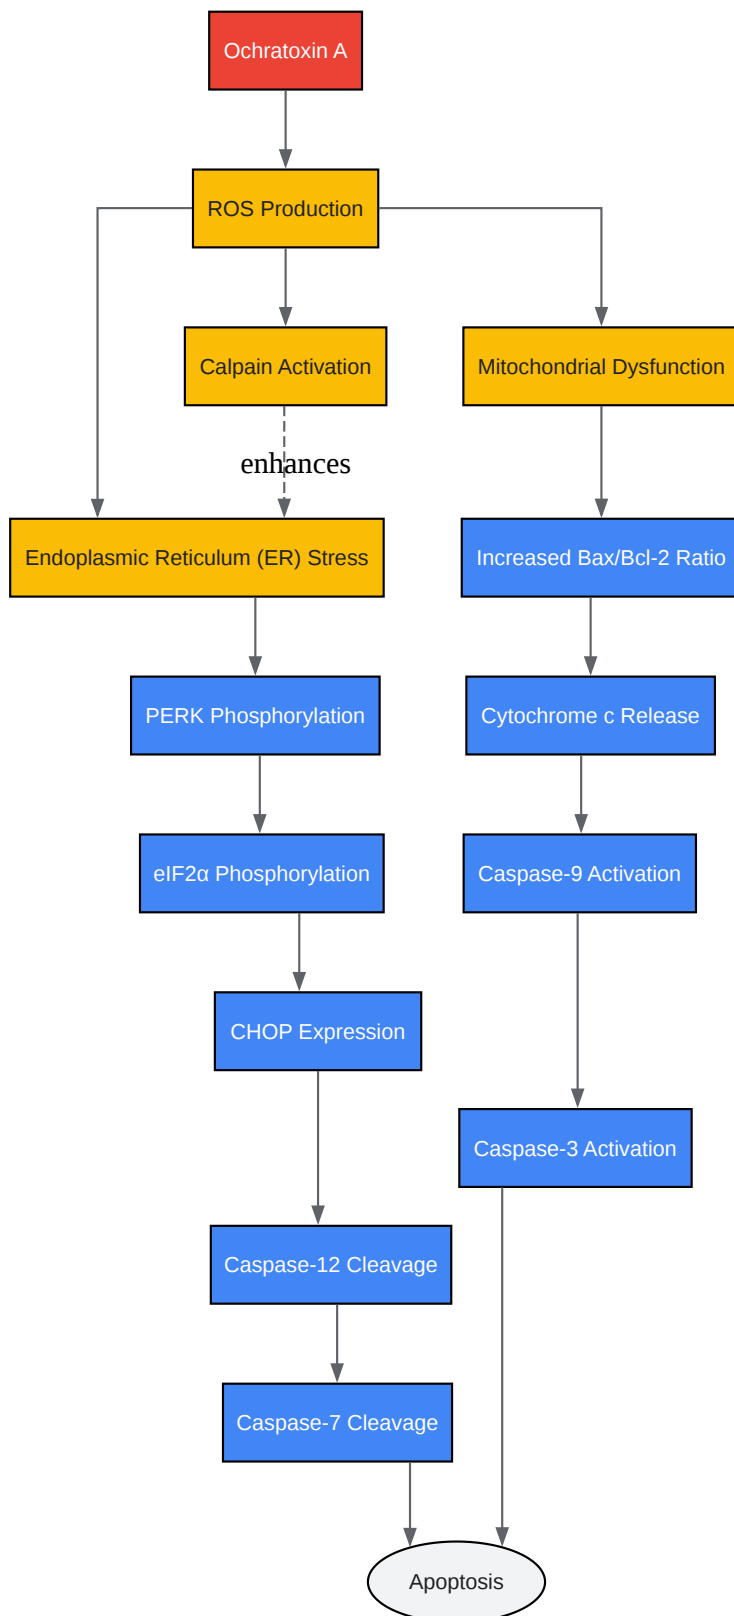 Ochratoxin A
ROS Production
Calpain Activation
Mitochondrial Dysfunction
enhances
Endoplasmic Reticulum (ER) Stress
Increased Bax/Bcl-2 Ratio
PERK Phosphorylation
Cytochrome c Release
eIF2α Phosphorylation
Caspase-9 Activation
CHOP Expression
Caspase-3 Activation
Caspase-12 Cleavage
Caspase-7 Cleavage
Apoptosis